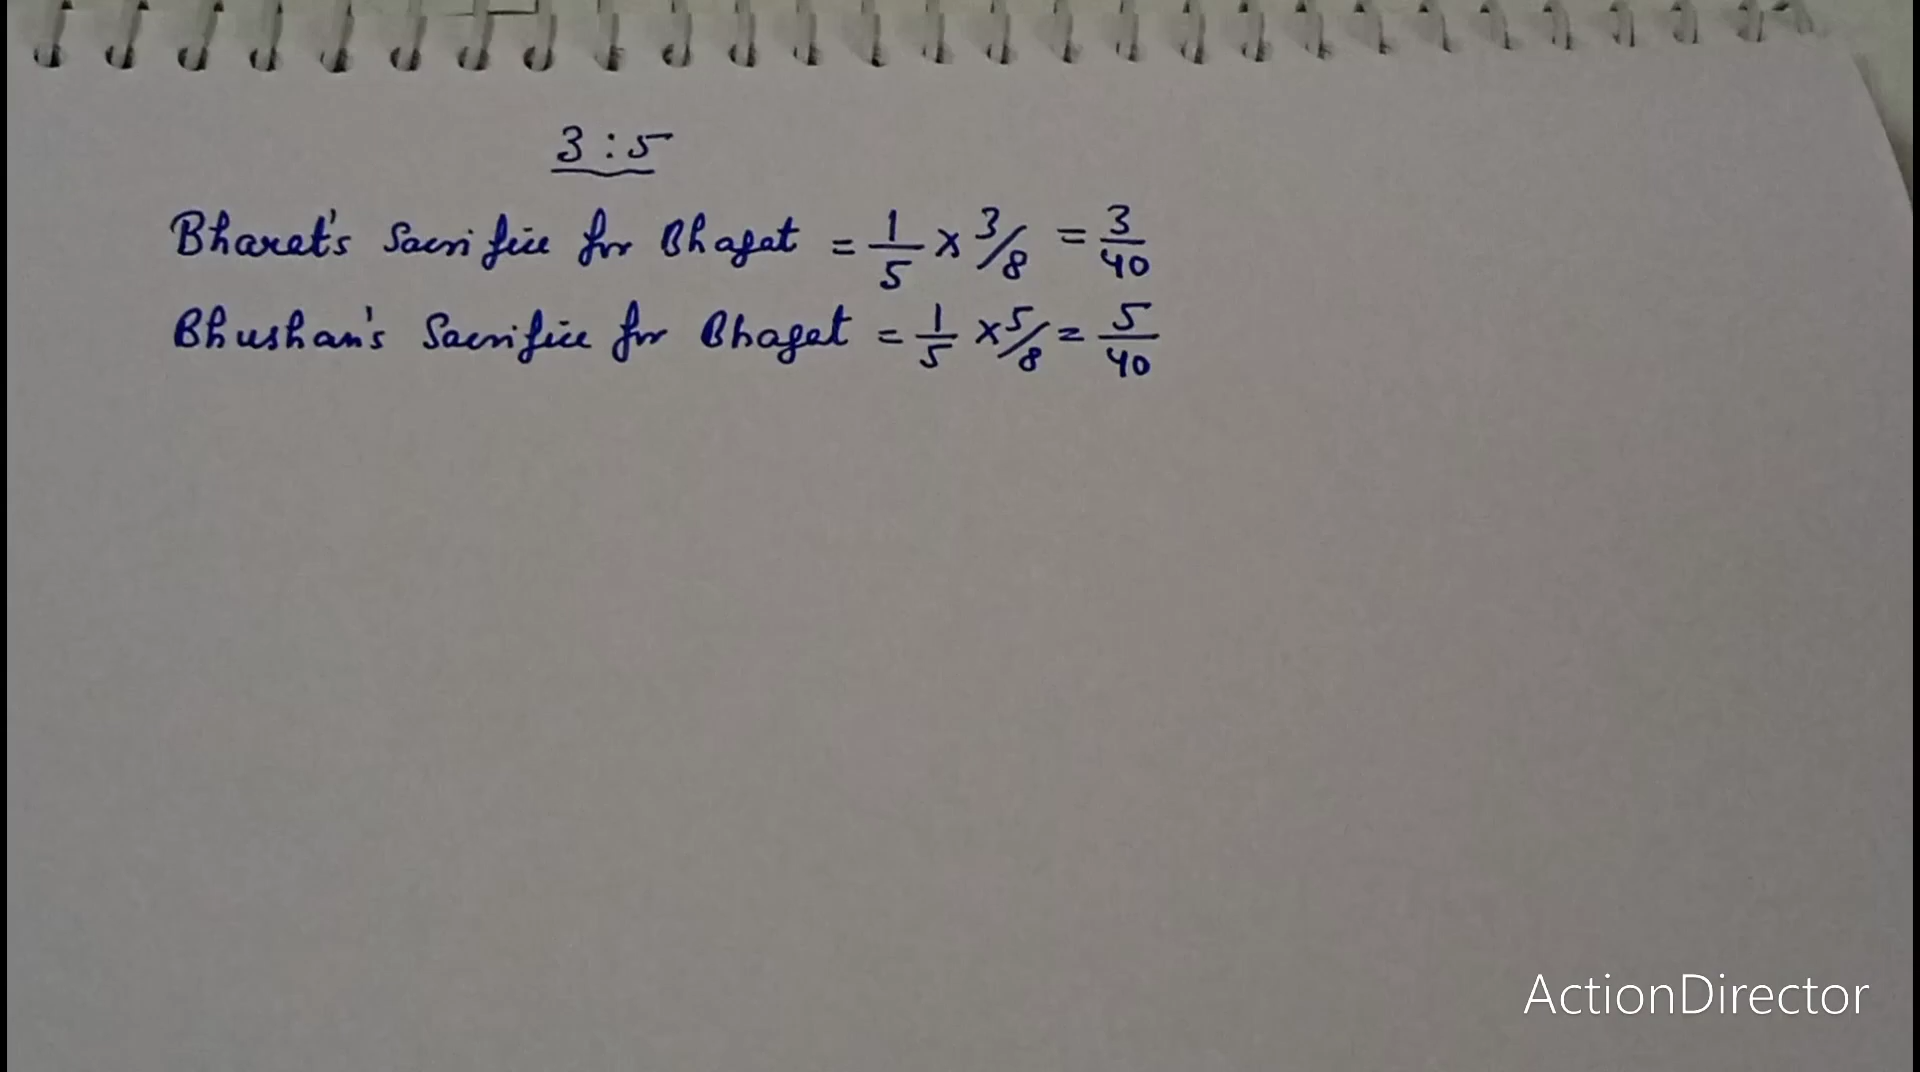 3 : 5
Bharat's Sacrifice for Bhagat = 1/5 × 3/8 = 3/40
Bhushan's Sacrifice for Bhagat = 1/5 × 5/8 = 5/40
ActionDirector